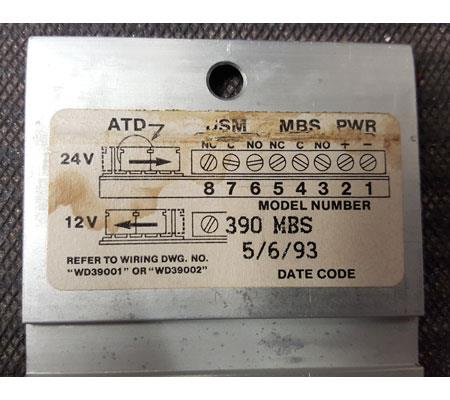 ATD DSM MBS PWR
24V NC C NO NC C NO + −
8 7 6 5 4 3 2 1
MODEL NUMBER
12V 390 MBS
5/6/93
REFER TO WIRING DWG. NO.
"WD39001" OR "WD39002" DATE CODE